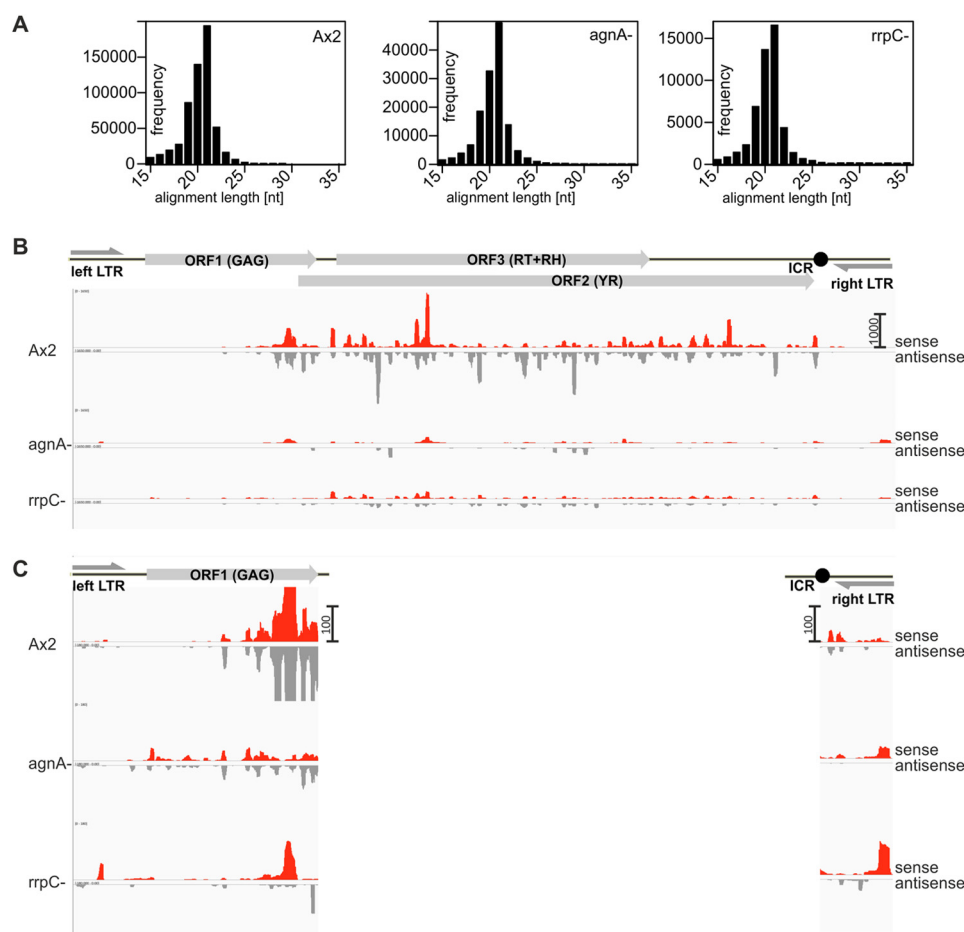 A
Ax2
agnA-
rrpC-
frequency
frequency
frequency
150000
100000
50000
0
40000
30000
20000
10000
0
15000
10000
5000
0
15 20 25 30 35
15 20 25 30 35
15 20 25 30 35
alignment length [nt]
alignment length [nt]
alignment length [nt]
B
left LTR
ORF1 (GAG)
ORF3 (RT+RH)
ORF2 (YR)
ICR
right LTR
1000
Ax2
sense
antisense
agnA-
sense
antisense
rrpC-
sense
antisense
C
left LTR
ORF1 (GAG)
ICR
right LTR
100
100
Ax2
sense
antisense
agnA-
sense
antisense
rrpC-
sense
antisense